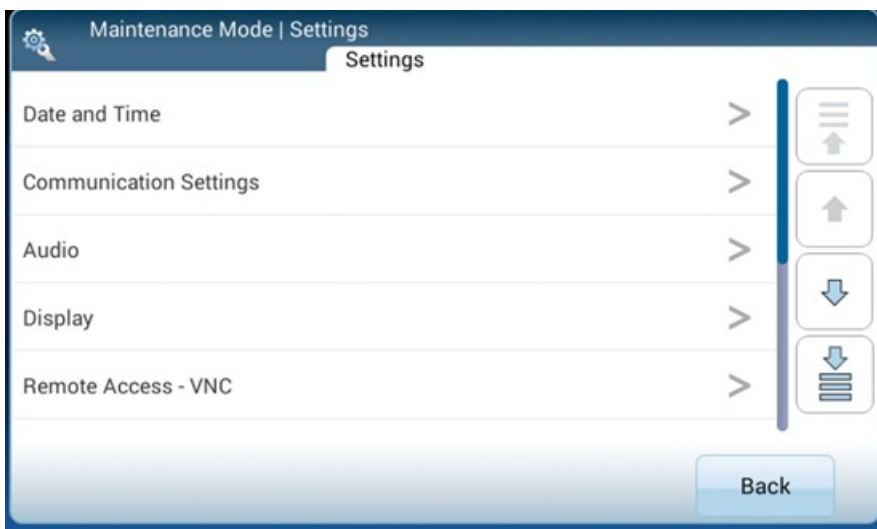 Maintenance Mode | Settings
Settings
Date and Time
Communication Settings
Audio
Display
Remote Access - VNC
Back